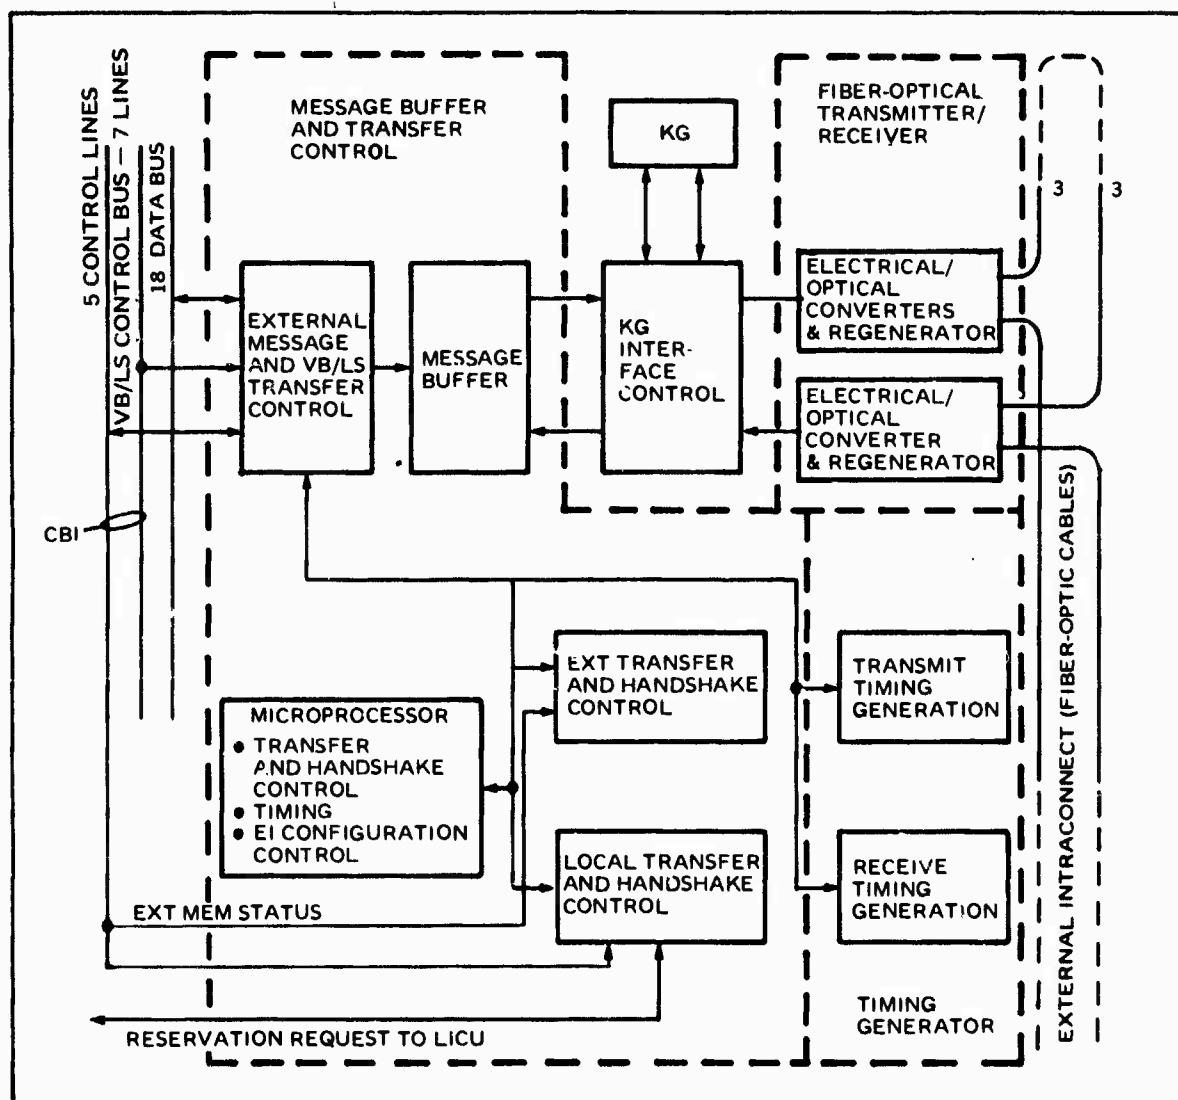 5 CONTROL LINES
VB/LS CONTROL BUS — 7 LINES
18 DATA BUS
MESSAGE BUFFER
AND TRANSFER
CONTROL
KG
FIBER-OPTICAL
TRANSMITTER/
RECEIVER
3
3
EXTERNAL
MESSAGE
AND VB/LS
TRANSFER
CONTROL
MESSAGE
BUFFER
KG
INTER-
FACE
CONTROL
ELECTRICAL/
OPTICAL
CONVERTERS
& REGENERATOR
ELECTRICAL/
OPTICAL
CONVERTER
& REGENERATOR
CBI
EXTERNAL INTRACONNECT (FIBER-OPTIC CABLES)
EXT TRANSFER
AND HANDSHAKE
CONTROL
TRANSMIT
TIMING
GENERATION
MICROPROCESSOR
● TRANSFER
AND HANDSHAKE
CONTROL
● TIMING
● EI CONFIGURATION
CONTROL
LOCAL TRANSFER
AND HANDSHAKE
CONTROL
RECEIVE
TIMING
GENERATION
EXT MEM STATUS
RESERVATION REQUEST TO LICU
TIMING
GENERATOR